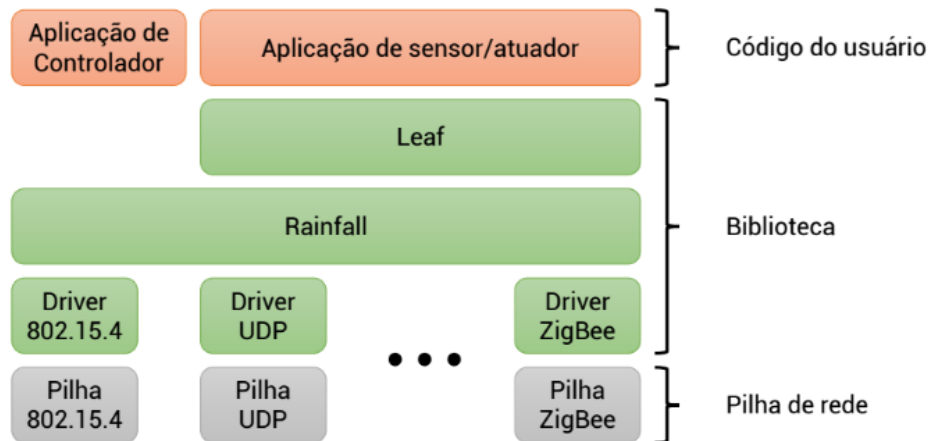 Aplicação de
Controlador
Aplicação de sensor/atuador
Código do usuário
Leaf
Rainfall
Biblioteca
Driver
802.15.4
Driver
UDP
Driver
ZigBee
Pilha
802.15.4
Pilha
UDP
Pilha
ZigBee
Pilha de rede